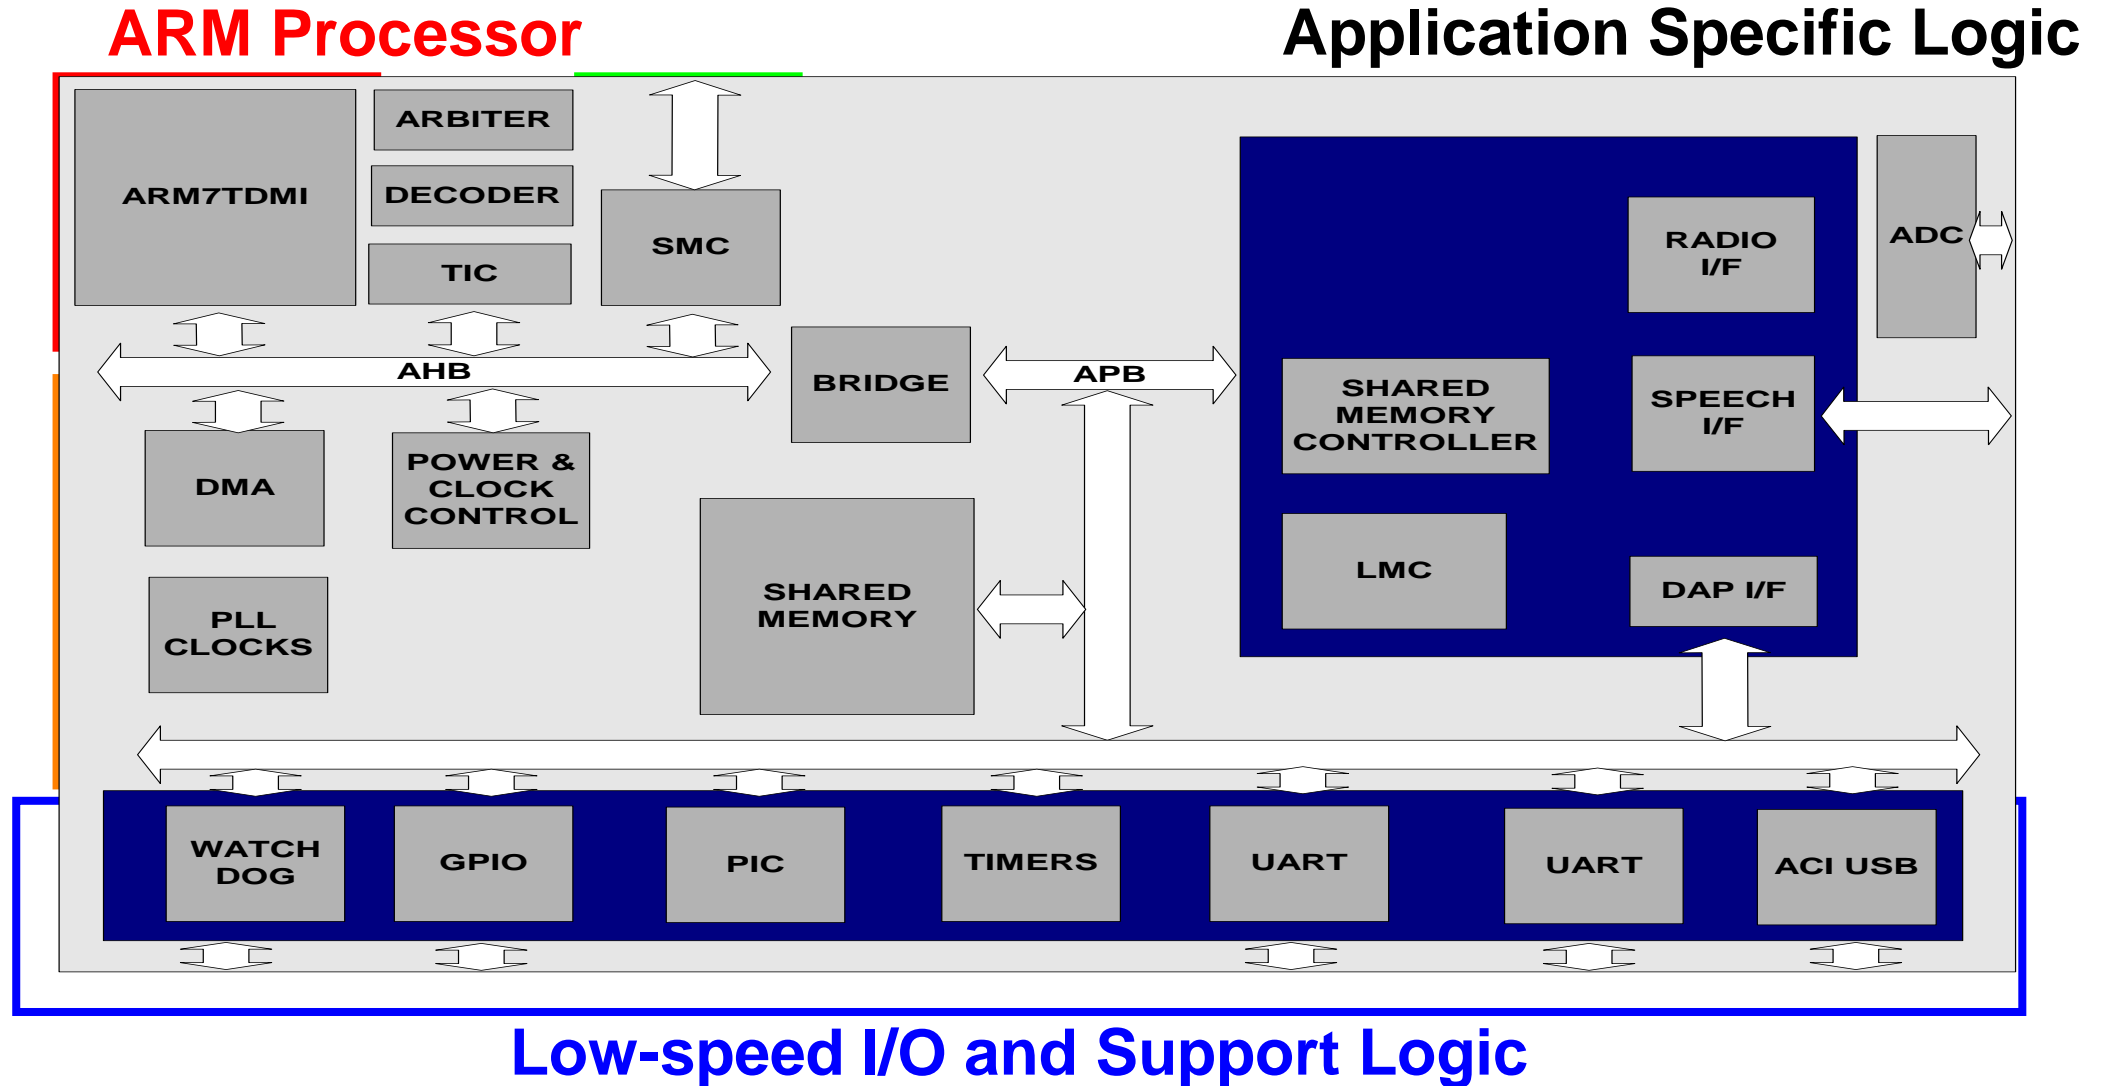 ARM Processor
Application Specific Logic
ARM7TDMI
ARBITER
DECODER
TIC
SMC
AHB
BRIDGE
APB
DMA
POWER &
CLOCK
CONTROL
PLL
CLOCKS
SHARED
MEMORY
RADIO
I/F
ADC
SHARED
MEMORY
CONTROLLER
SPEECH
I/F
LMC
DAP I/F
WATCH
DOG
GPIO
PIC
TIMERS
UART
UART
ACI USB
Low-speed I/O and Support Logic